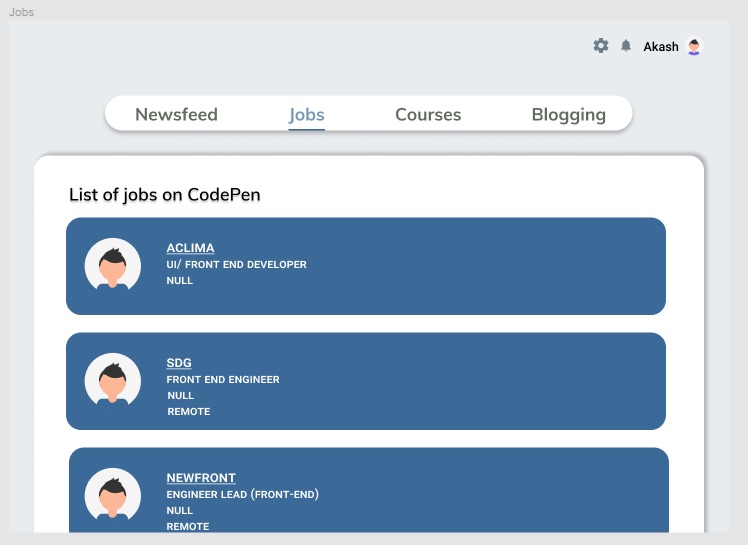 Jobs
Akash
Newsfeed Jobs Courses Blogging
List of jobs on CodePen
ACLIMA
UI/ FRONT END DEVELOPER
NULL
SDG
FRONT END ENGINEER
NULL
REMOTE
NEWFRONT
ENGINEER LEAD (FRONT-END)
NULL
REMOTE